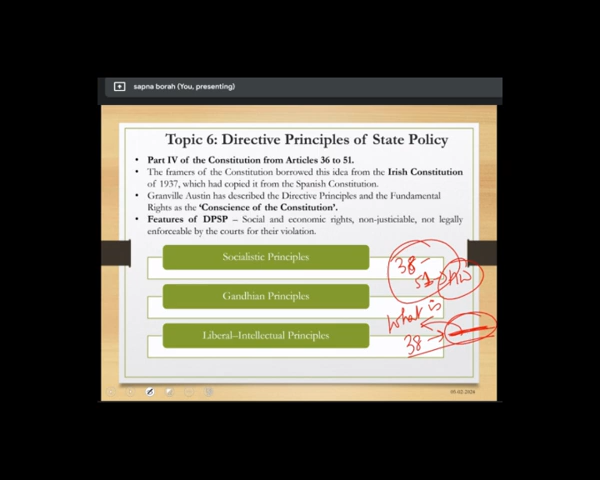 sapna borah (You, presenting)
Topic 6: Directive Principles of State Policy
• Part IV of the Constitution from Articles 36 to 51.
• The framers of the Constitution borrowed this idea from the Irish Constitution
of 1937, which had copied it from the Spanish Constitution.
• Granville Austin has described the Directive Principles and the Fundamental
Rights as the 'Conscience of the Constitution'.
• Features of DPSP – Social and economic rights, non-justiciable, not legally
enforceable by the courts for their violation.
Socialistic Principles
Gandhian Principles
Liberal–Intellectual Principles
38 –
51
What is
38